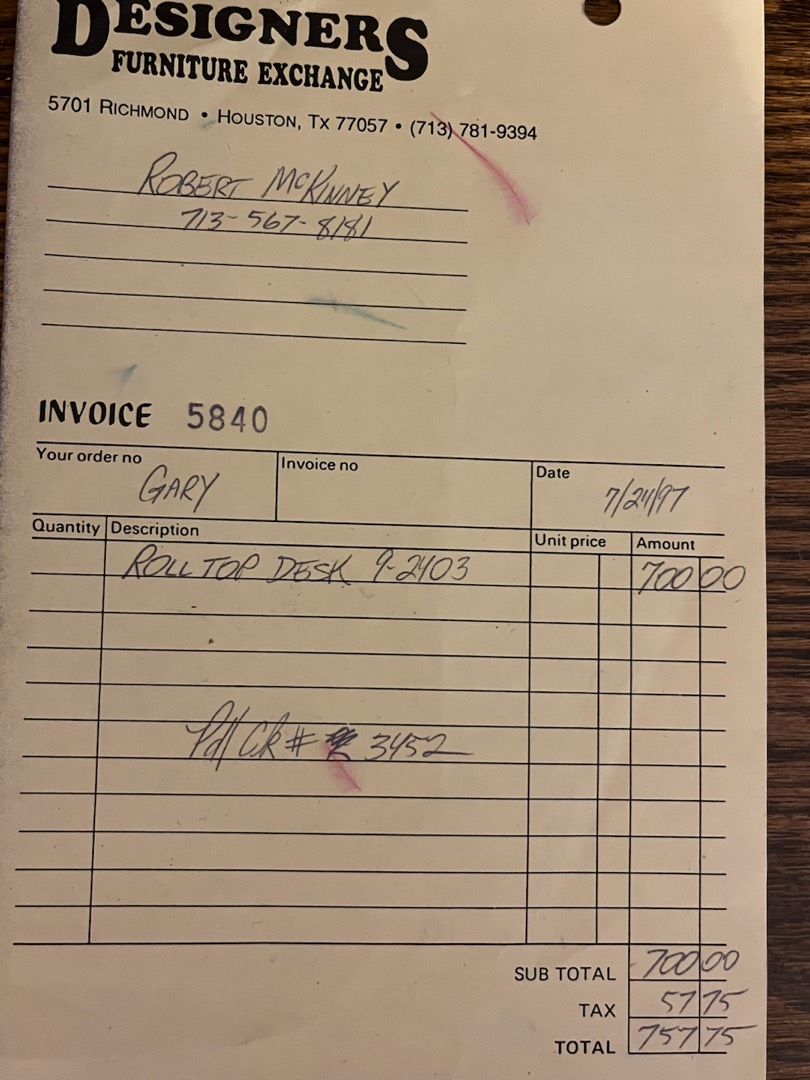 DESIGNERS
FURNITURE EXCHANGE
5701 RICHMOND • HOUSTON, TX 77057 • (713) 781-9394
ROBERT MCKINNEY
713-567-8181
INVOICE 5840
Your order no Invoice no Date
GARY 7/24/97
Quantity Description Unit price Amount
ROLL TOP DESK 9-2403 700 00
Pd/ Ck # 3452
SUB TOTAL 700 00
TAX 57 75
TOTAL 757 75